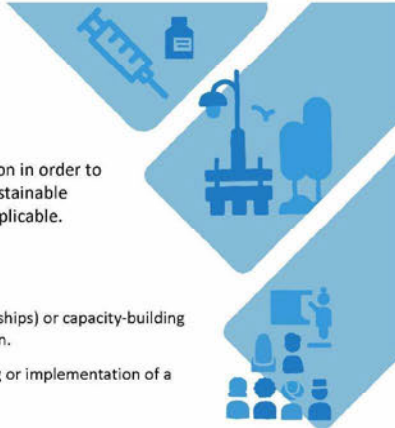 on in order to
stainable
plicable.
ships) or capacity-building
n.
g or implementation of a